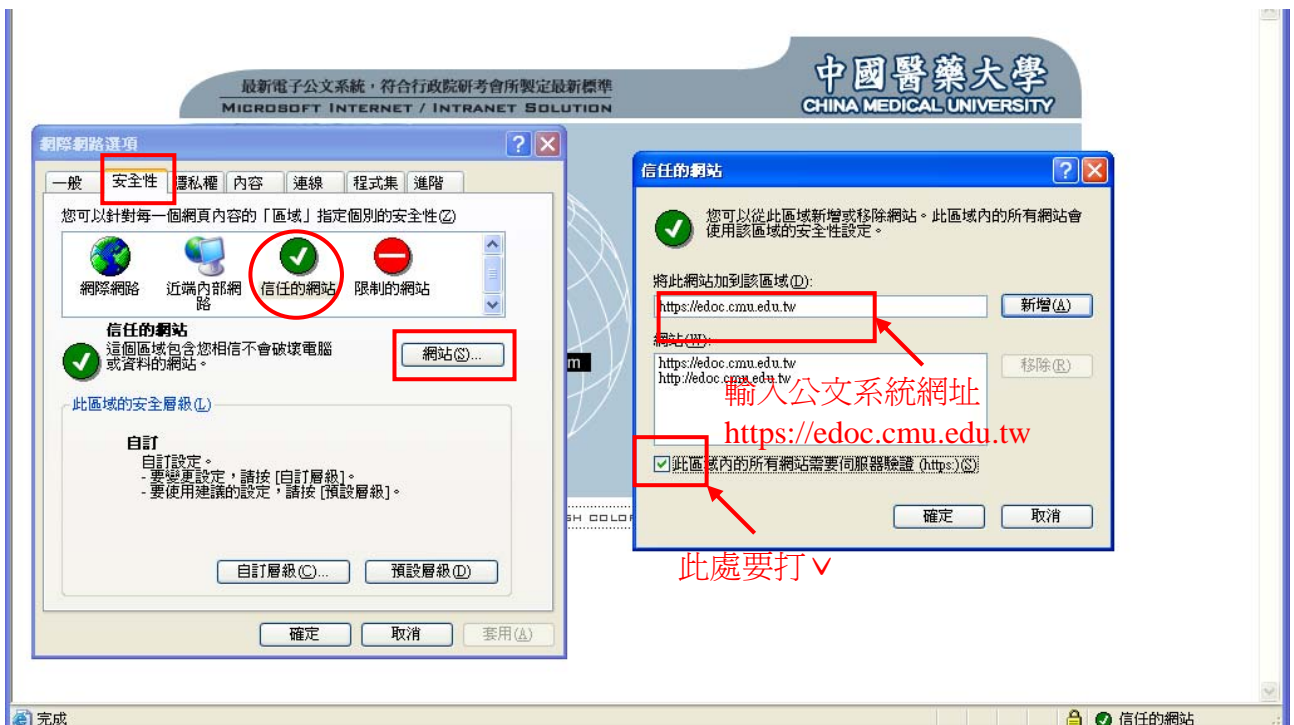 最新電子公文系統，符合行政院研考會所製定最新標準
MICROSOFT INTERNET / INTRANET SOLUTION
中國醫藥大學
CHINA MEDICAL UNIVERSITY
網際網路選項
一般 安全性 隱私權 內容 連線 程式集 進階
您可以針對每一個網頁內容的「區域」指定個別的安全性(Z)
網際網路 近端內部網路 信任的網站 限制的網站
信任的網站
這個區域包含您相信不會破壞電腦
或資料的網站。
網站(S)...
此區域的安全層級(L)
自訂
自訂設定。
- 要變更設定，請按 [自訂層級]。
- 要使用建議的設定，請按 [預設層級]。
自訂層級(C)... 預設層級(D)
確定 取消 套用(A)
信任的網站
您可以從此區域新增或移除網站。此區域內的所有網站會
使用該區域的安全性設定。
將此網站加到該區域(D):
https://edoc.cmu.edu.tw 新增(A)
網站(W):
https://edoc.cmu.edu.tw 移除(R)
http://edoc.cmu.edu.tw
輸入公文系統網址
https://edoc.cmu.edu.tw
此區域內的所有網站需要伺服器驗證 (https:)(S)
確定 取消
此處要打∨
m
SH COLOR
完成 信任的網站